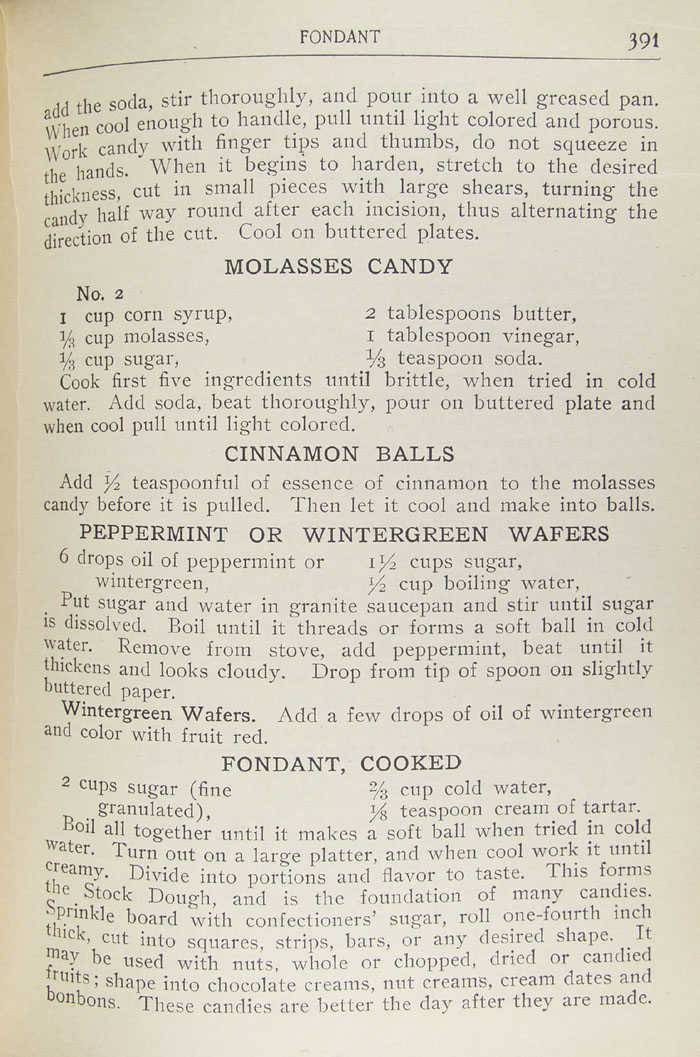 FONDANT 391
add the soda, stir thoroughly, and pour into a well greased pan.
When cool enough to handle, pull until light colored and porous.
Work candy with finger tips and thumbs, do not squeeze in
the hands. When it begins to harden, stretch to the desired
thickness, cut in small pieces with large shears, turning the
candy half way round after each incision, thus alternating the
direction of the cut. Cool on buttered plates.
MOLASSES CANDY
No. 2
1 cup corn syrup, 2 tablespoons butter,
⅓ cup molasses, 1 tablespoon vinegar,
⅓ cup sugar, ⅓ teaspoon soda.
Cook first five ingredients until brittle, when tried in cold
water. Add soda, beat thoroughly, pour on buttered plate and
when cool pull until light colored.
CINNAMON BALLS
Add ½ teaspoonful of essence of cinnamon to the molasses
candy before it is pulled. Then let it cool and make into balls.
PEPPERMINT OR WINTERGREEN WAFERS
6 drops oil of peppermint or 1½ cups sugar,
wintergreen, ½ cup boiling water,
Put sugar and water in granite saucepan and stir until sugar
is dissolved. Boil until it threads or forms a soft ball in cold
water. Remove from stove, add peppermint, beat until it
thickens and looks cloudy. Drop from tip of spoon on slightly
buttered paper.
Wintergreen Wafers. Add a few drops of oil of wintergreen
and color with fruit red.
FONDANT, COOKED
2 cups sugar (fine ⅔ cup cold water,
granulated), ⅛ teaspoon cream of tartar.
Boil all together until it makes a soft ball when tried in cold
water. Turn out on a large platter, and when cool work it until
creamy. Divide into portions and flavor to taste. This forms
the Stock Dough, and is the foundation of many candies.
Sprinkle board with confectioners' sugar, roll one-fourth inch
thick, cut into squares, strips, bars, or any desired shape. It
may be used with nuts, whole or chopped, dried or candied
fruits; shape into chocolate creams, nut creams, cream dates and
bonbons. These candies are better the day after they are made.